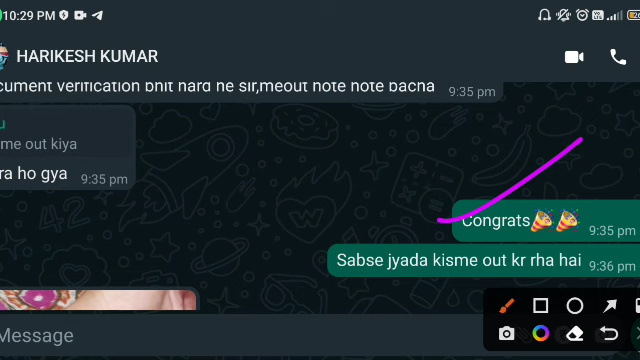 10:29 PM
HARIKESH KUMAR
cument verification bhit hard he sir,meout hote hote bacha 9:35 pm
u
me out kiya
ra ho gya 9:35 pm
Congrats🎉🎉 9:35 pm
Sabse jyada kisme out kr rha hai 9:36 pm
Message